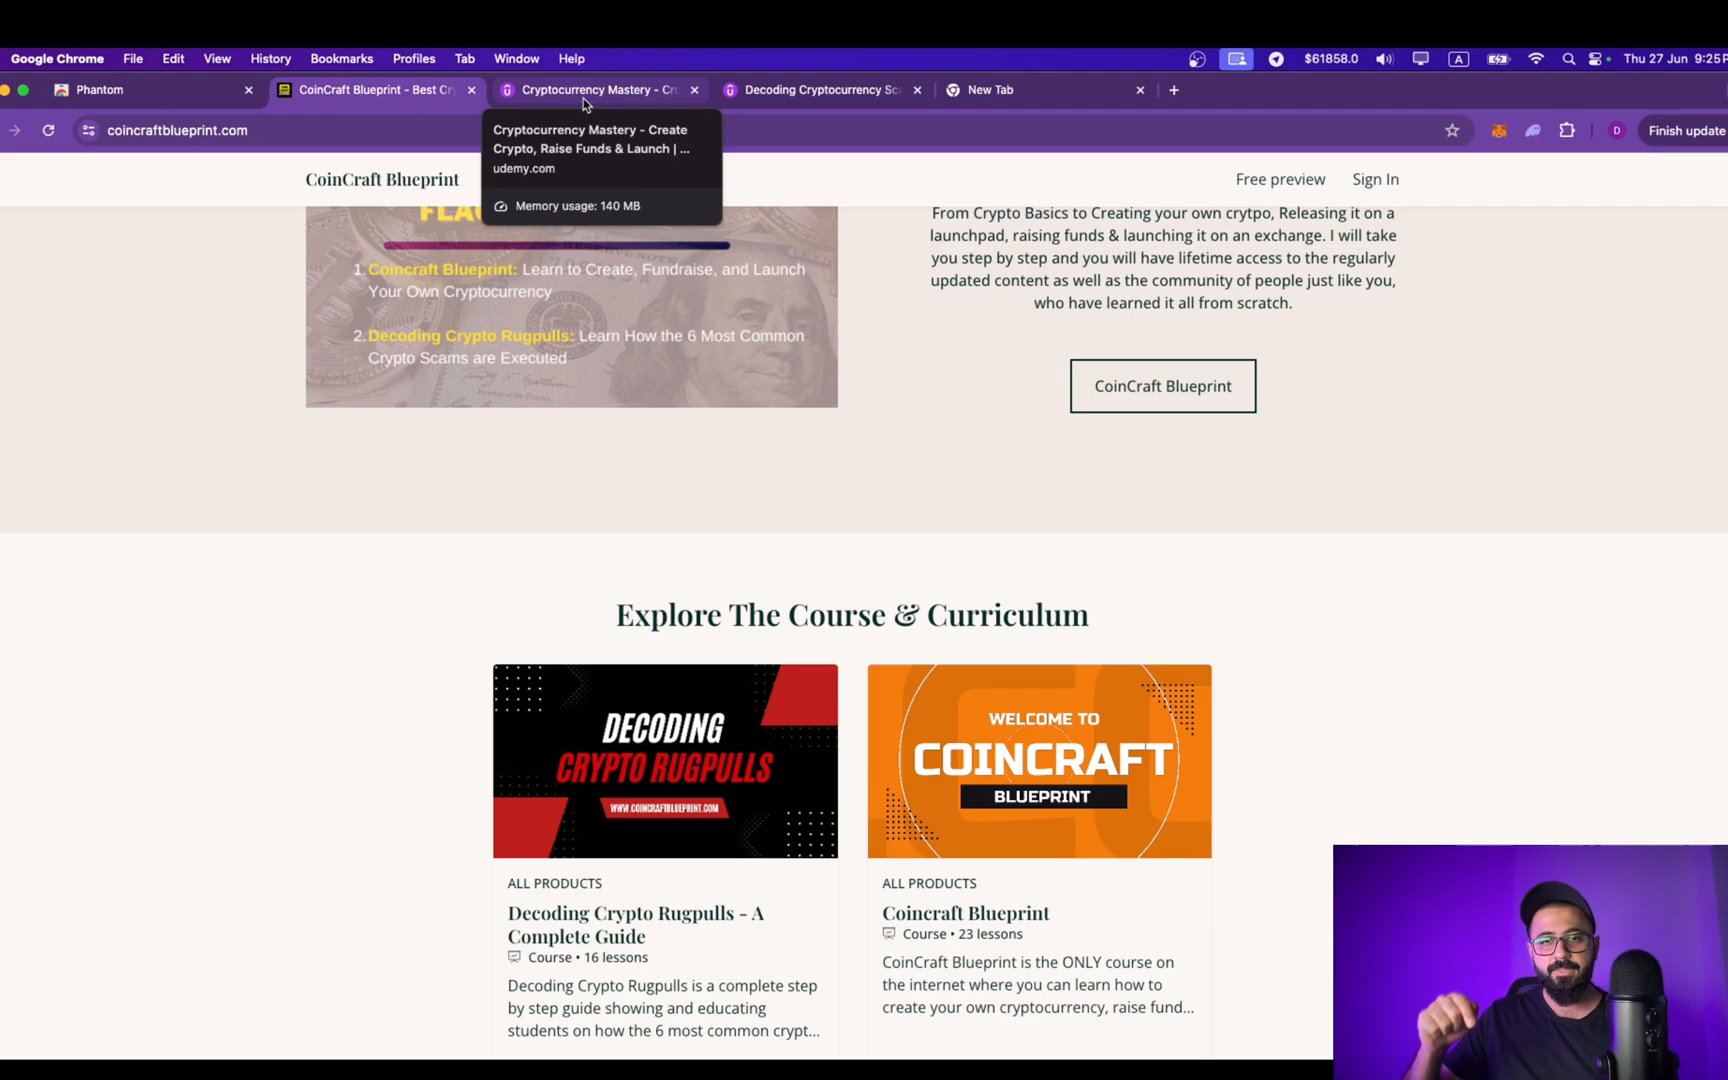 Google Chrome File Edit View History Bookmarks Profiles Tab Window Help $61858.0 A Thu 27 Jun 9:25P
Phantom CoinCraft Blueprint - Best Cry Cryptocurrency Mastery - Cre Decoding Cryptocurrency Sca New Tab
coincraftblueprint.com D Finish update
Cryptocurrency Mastery - Create
Crypto, Raise Funds & Launch | ...
udemy.com
Memory usage: 140 MB
CoinCraft Blueprint Free preview Sign In
1. Coincraft Blueprint: Learn to Create, Fundraise, and Launch
Your Own Cryptocurrency
2. Decoding Crypto Rugpulls: Learn How the 6 Most Common
Crypto Scams are Executed
From Crypto Basics to Creating your own crytpo, Releasing it on a
launchpad, raising funds & launching it on an exchange. I will take
you step by step and you will have lifetime access to the regularly
updated content as well as the community of people just like you,
who have learned it all from scratch.
CoinCraft Blueprint
Explore The Course & Curriculum
DECODING
CRYPTO RUGPULLS
WWW.COINCRAFTBLUEPRINT.COM
ALL PRODUCTS
Decoding Crypto Rugpulls - A
Complete Guide
Course • 16 lessons
Decoding Crypto Rugpulls is a complete step
by step guide showing and educating
students on how the 6 most common crypt...
WELCOME TO
COINCRAFT
BLUEPRINT
ALL PRODUCTS
Coincraft Blueprint
Course • 23 lessons
CoinCraft Blueprint is the ONLY course on
the internet where you can learn how to
create your own cryptocurrency, raise fund...